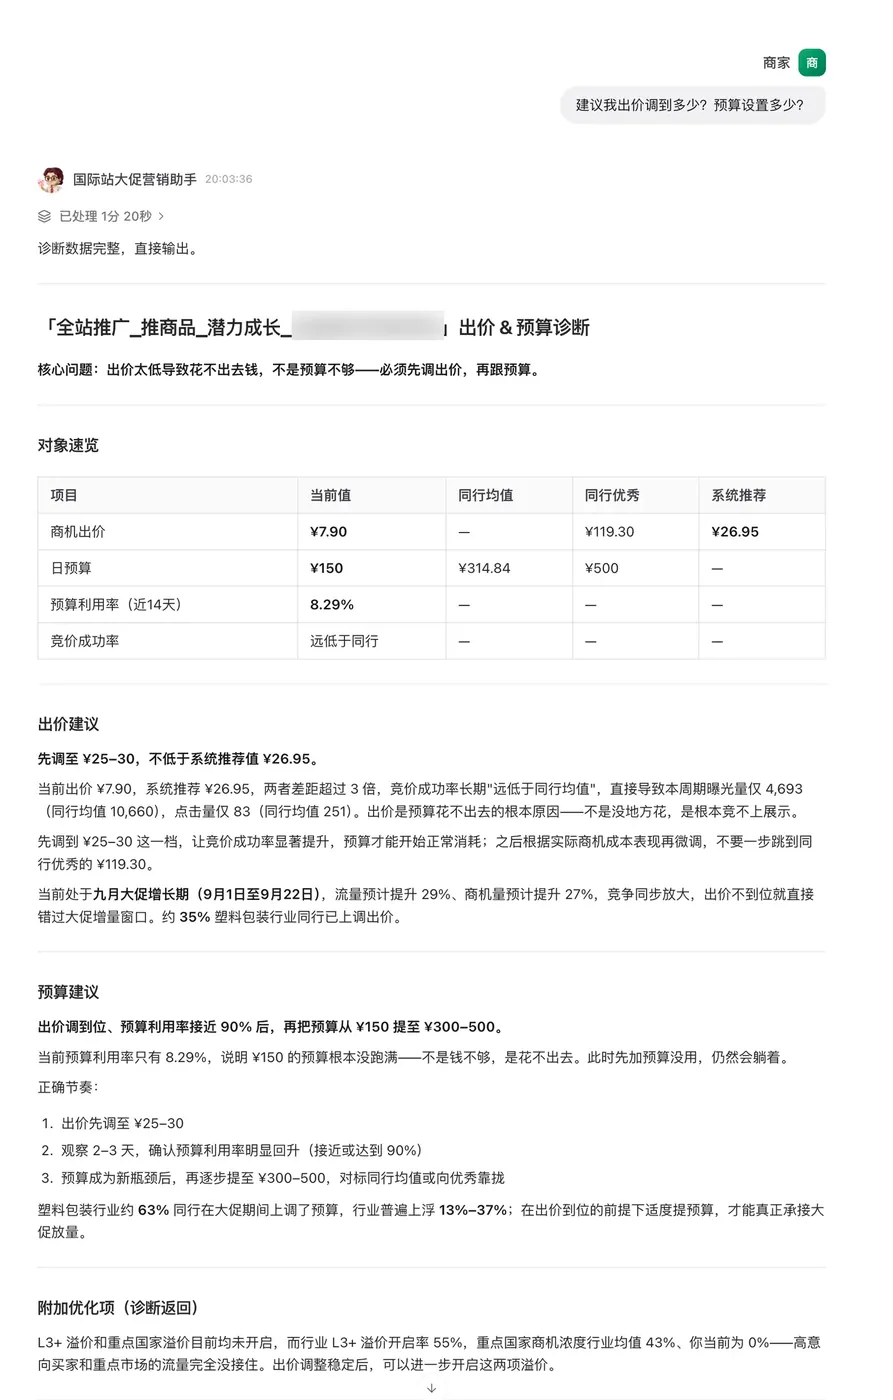 商家 商
建议我出价调到多少？预算设置多少？
国际站大促营销助手 20:03:36
已处理 1分 20秒 >
诊断数据完整，直接输出。
「全站推广_推商品_潜力成长_」出价 & 预算诊断
核心问题：出价太低导致花不出去钱，不是预算不够——必须先调出价，再跟预算。
对象速览
项目 当前值 同行均值 同行优秀 系统推荐
商机出价 ¥7.90 — ¥119.30 ¥26.95
日预算 ¥150 ¥314.84 ¥500 —
预算利用率（近14天） 8.29% — — —
竞价成功率 远低于同行 — — —
出价建议
先调至 ¥25–30，不低于系统推荐值 ¥26.95。
当前出价 ¥7.90，系统推荐 ¥26.95，两者差距超过 3 倍，竞价成功率长期"远低于同行均值"，直接导致本周期曝光量仅 4,693
（同行均值 10,660），点击量仅 83（同行均值 251）。出价是预算花不出去的根本原因——不是没地方花，是根本竞不上展示。
先调到 ¥25–30 这一档，让竞价成功率显著提升，预算才能开始正常消耗；之后根据实际商机成本表现再微调，不要一步跳到同
行优秀的 ¥119.30。
当前处于九月大促增长期（9月1日至9月22日），流量预计提升 29%、商机量预计提升 27%，竞争同步放大，出价不到位就直接
错过大促增量窗口。约 35% 塑料包装行业同行已上调出价。
预算建议
出价调到位、预算利用率接近 90% 后，再把预算从 ¥150 提至 ¥300–500。
当前预算利用率只有 8.29%，说明 ¥150 的预算根本没跑满——不是钱不够，是花不出去。此时先加预算没用，仍然会躺着。
正确节奏：
1. 出价先调至 ¥25–30
2. 观察 2–3 天，确认预算利用率明显回升（接近或达到 90%）
3. 预算成为新瓶颈后，再逐步提至 ¥300–500，对标同行均值或向优秀靠拢
塑料包装行业约 63% 同行在大促期间上调了预算，行业普遍上浮 13%–37%；在出价到位的前提下适度提预算，才能真正承接大
促放量。
附加优化项（诊断返回）
L3+ 溢价和重点国家溢价目前均未开启，而行业 L3+ 溢价开启率 55%，重点国家商机浓度行业均值 43%、你当前为 0%——高意
向买家和重点市场的流量完全没接住。出价调整稳定后，可以进一步开启这两项溢价。